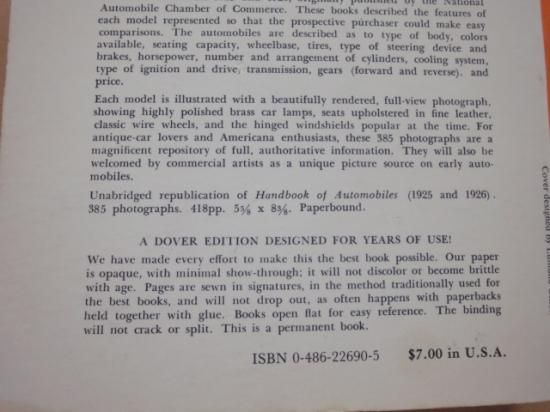 originally published by the National
Automobile Chamber of Commerce. These books described the features of
each model represented so that the prospective purchaser could make easy
comparisons. The automobiles are described as to type of body, colors
available, seating capacity, wheelbase, tires, type of steering device and
brakes, horsepower, number and arrangement of cylinders, cooling system,
type of ignition and drive, transmission, gears (forward and reverse). and
price.
Each model is illustrated with a beautifully rendered, full-view photograph,
showing highly polished brass car lamps, seats upholstered in fine leather,
classic wire wheels, and the hinged windshields popular at the time. For
antique-car lovers and Americana enthusiasts, these 385 photographs are a
magnificent repository of full, authoritative information. They will also be
welcomed by commercial artists as a unique picture source on early auto-
mobiles.
Unabridged republication of Handbook of Automobiles (1925 and 1926).
385 photographs. 418pp. 5⅜ x 8⅜. Paperbound.
A DOVER EDITION DESIGNED FOR YEARS OF USE!
We have made every effort to make this the best book possible. Our paper
is opaque, with minimal show-through; it will not discolor or become brittle
with age. Pages are sewn in signatures, in the method traditionally used for
the best books, and will not drop out, as often happens with paperbacks
held together with glue. Books open flat for easy reference. The binding
will not crack or split. This is a permanent book.
ISBN 0-486-22690-5 $7.00 in U.S.A.
Cover designed by